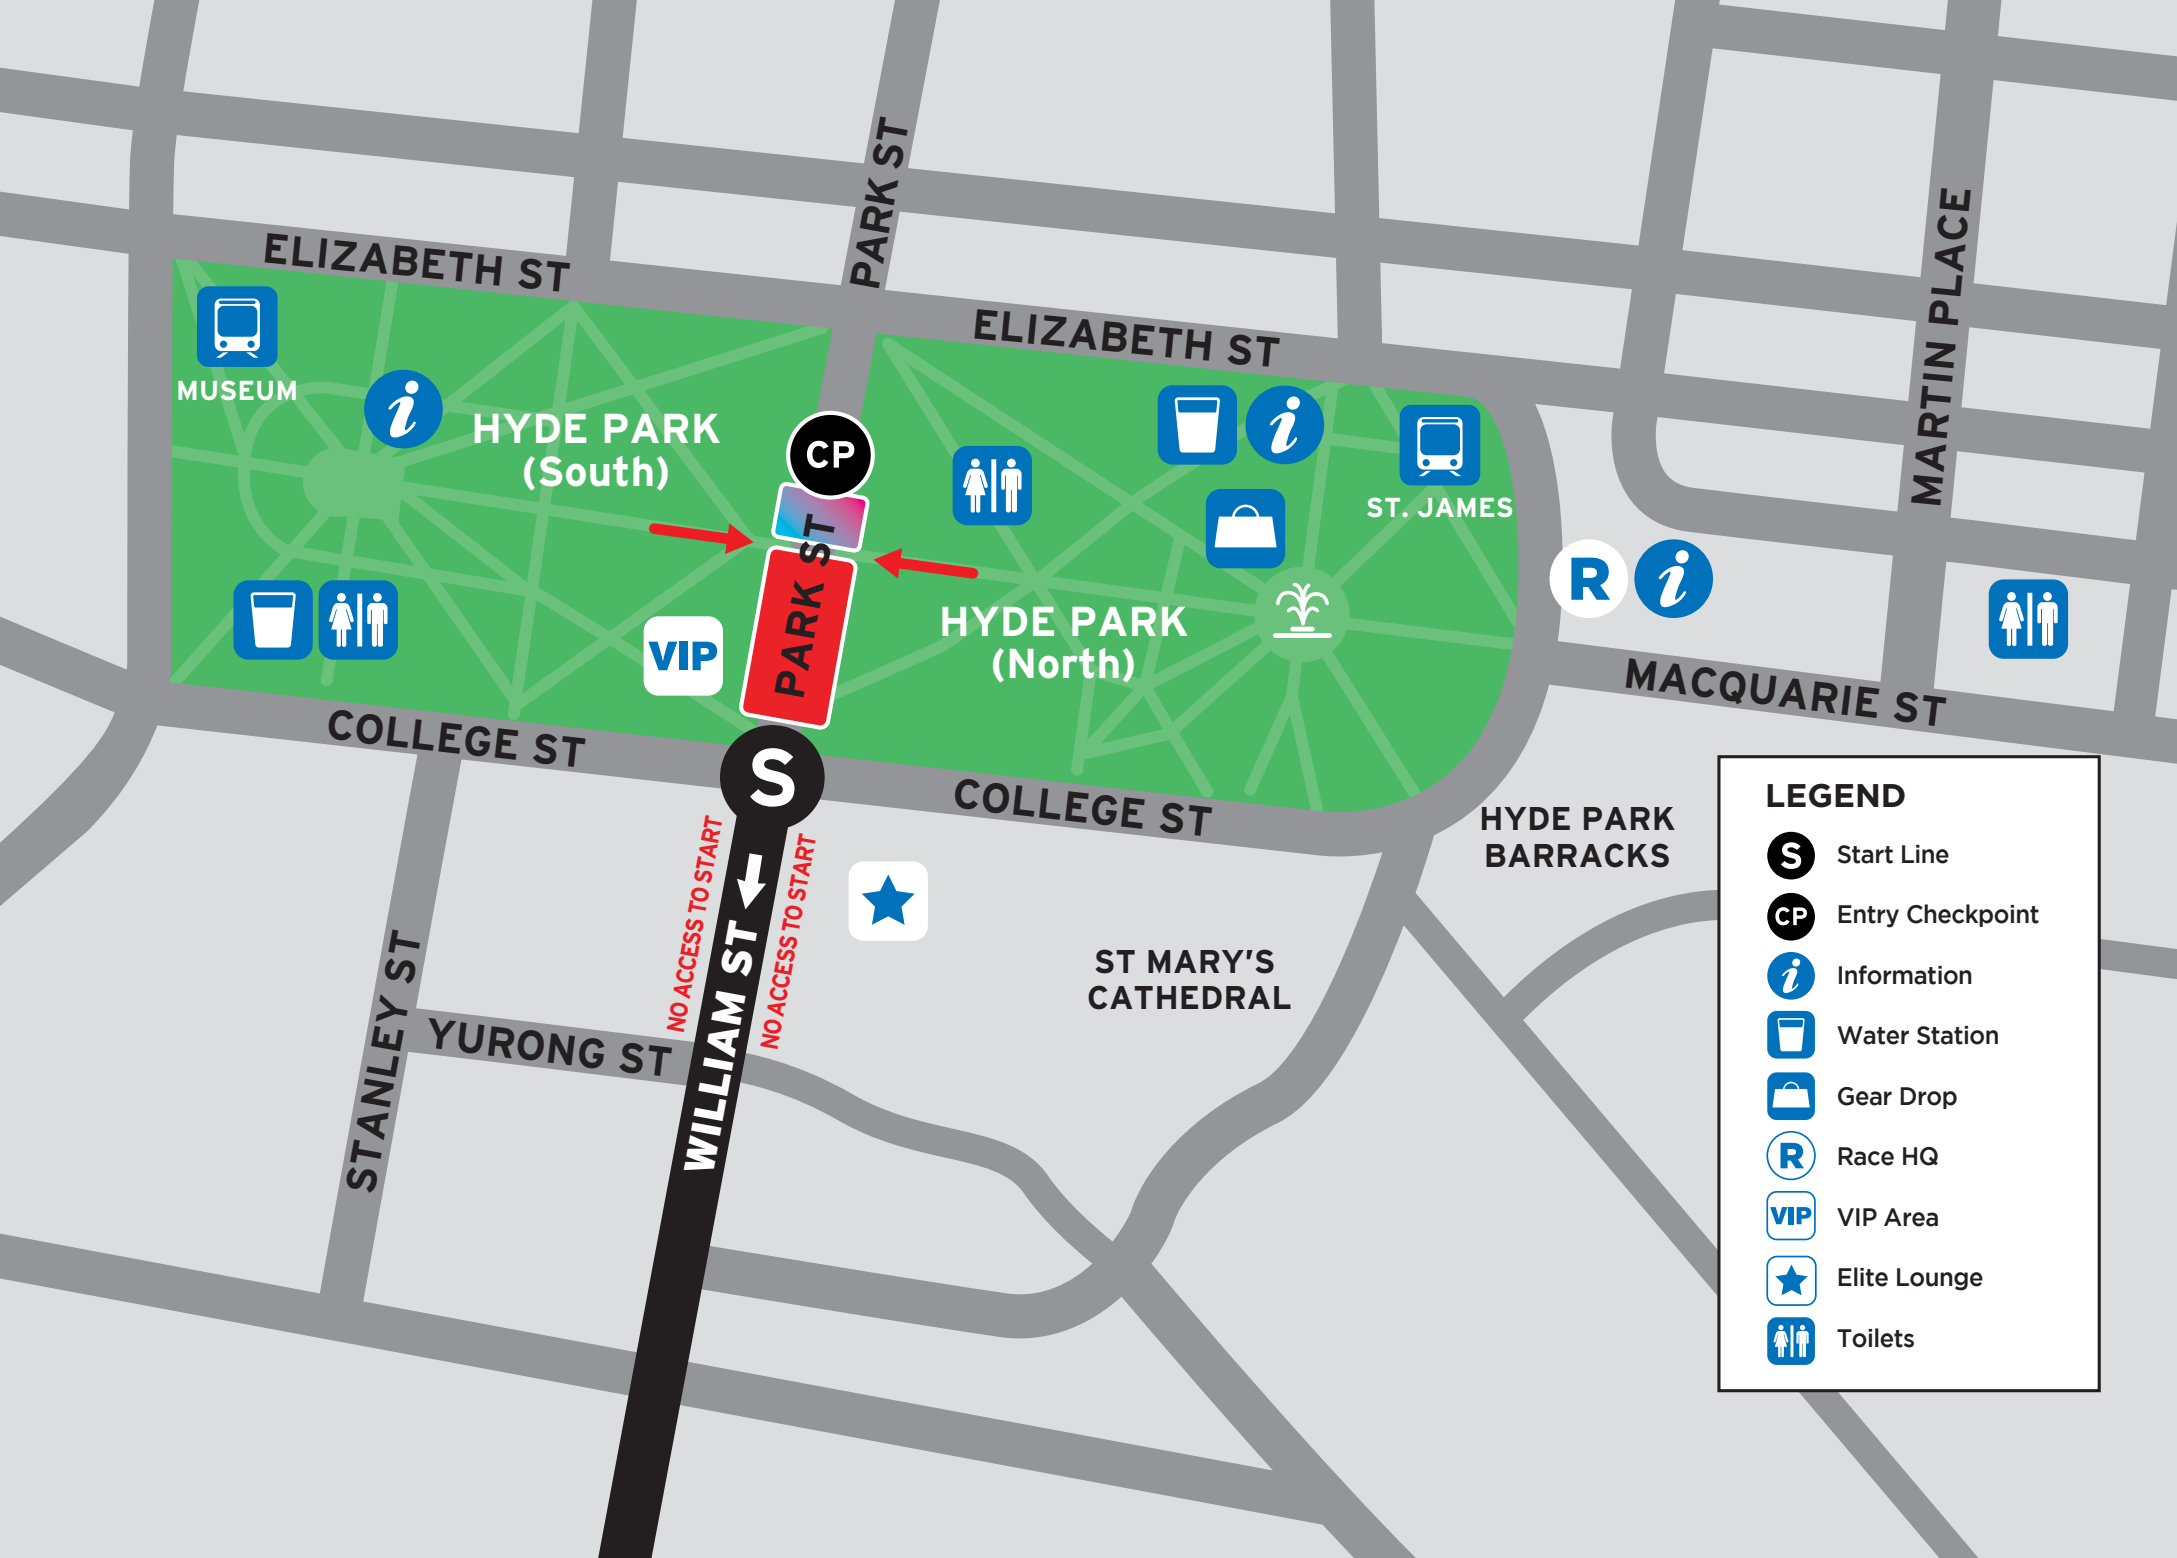 PARK ST
MARTIN PLACE
ELIZABETH ST
ELIZABETH ST
MUSEUM
i
HYDE PARK
(South)
CP
i
ST. JAMES
PARK ST
R
i
VIP
HYDE PARK
(North)
MACQUARIE ST
COLLEGE ST
S
COLLEGE ST
HYDE PARK
BARRACKS
NO ACCESS TO START
NO ACCESS TO START
WILLIAM ST
ST MARY'S
CATHEDRAL
STANLEY ST
YURONG ST
LEGEND
S Start Line
CP Entry Checkpoint
i Information
Water Station
Gear Drop
R Race HQ
VIP VIP Area
Elite Lounge
Toilets